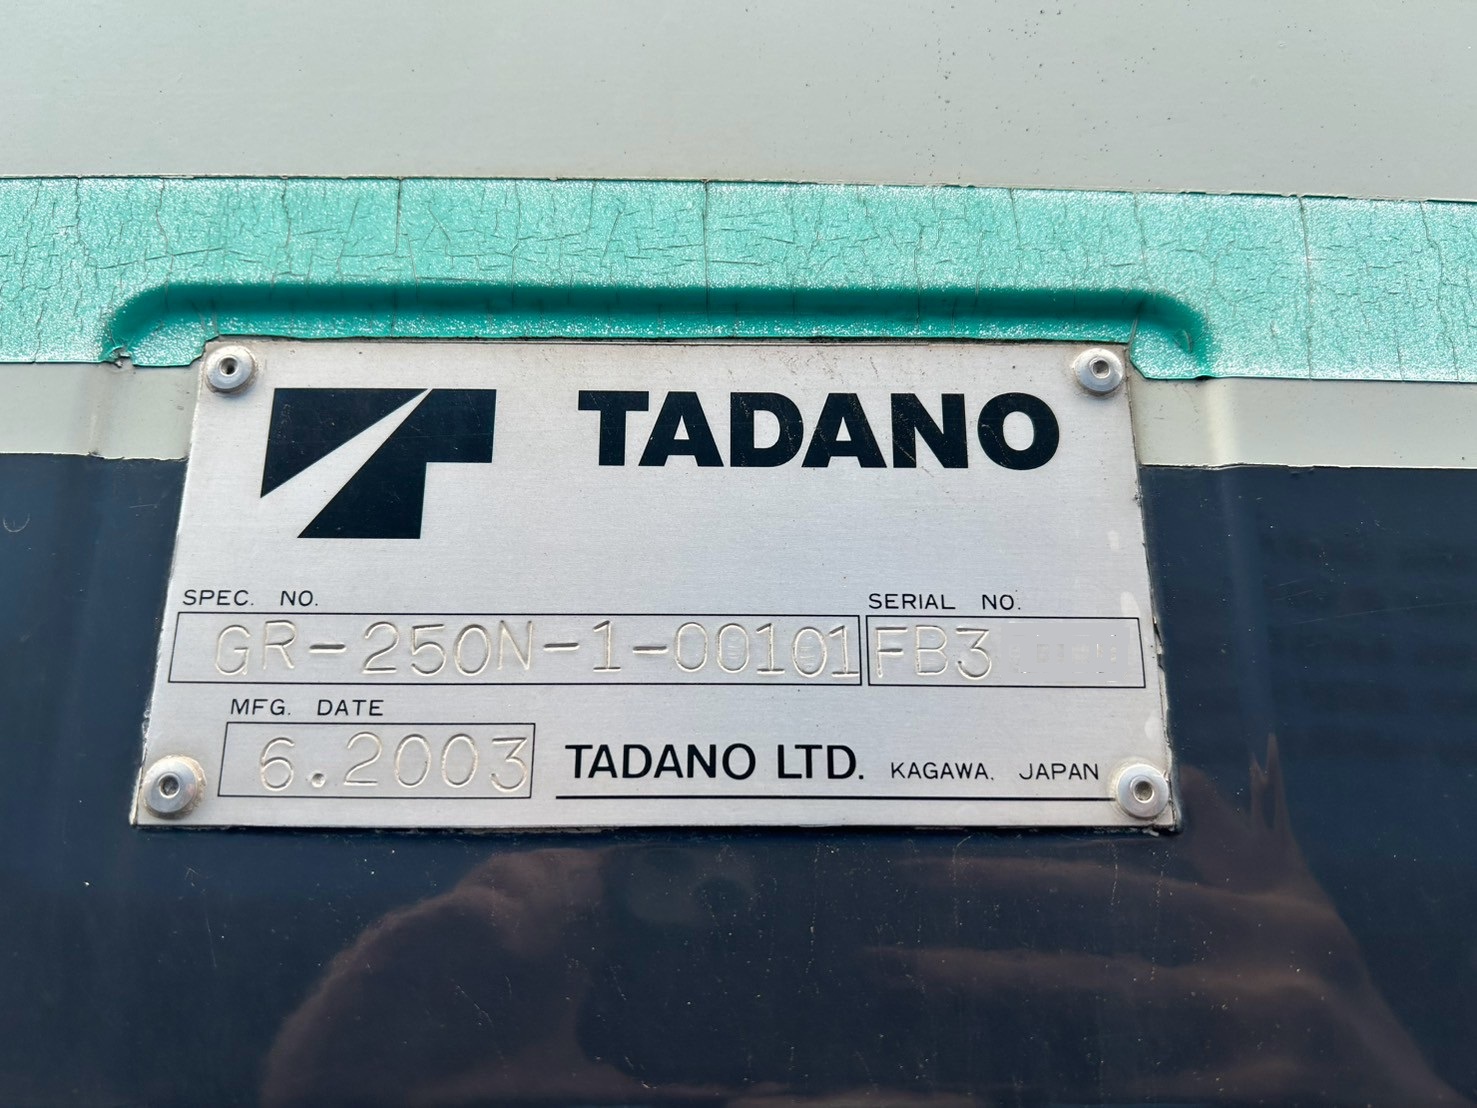 TADANO
SPEC. NO.
SERIAL NO.
GR-250N-1-00101
FB3
MFG. DATE
6.2003
TADANO LTD. KAGAWA. JAPAN